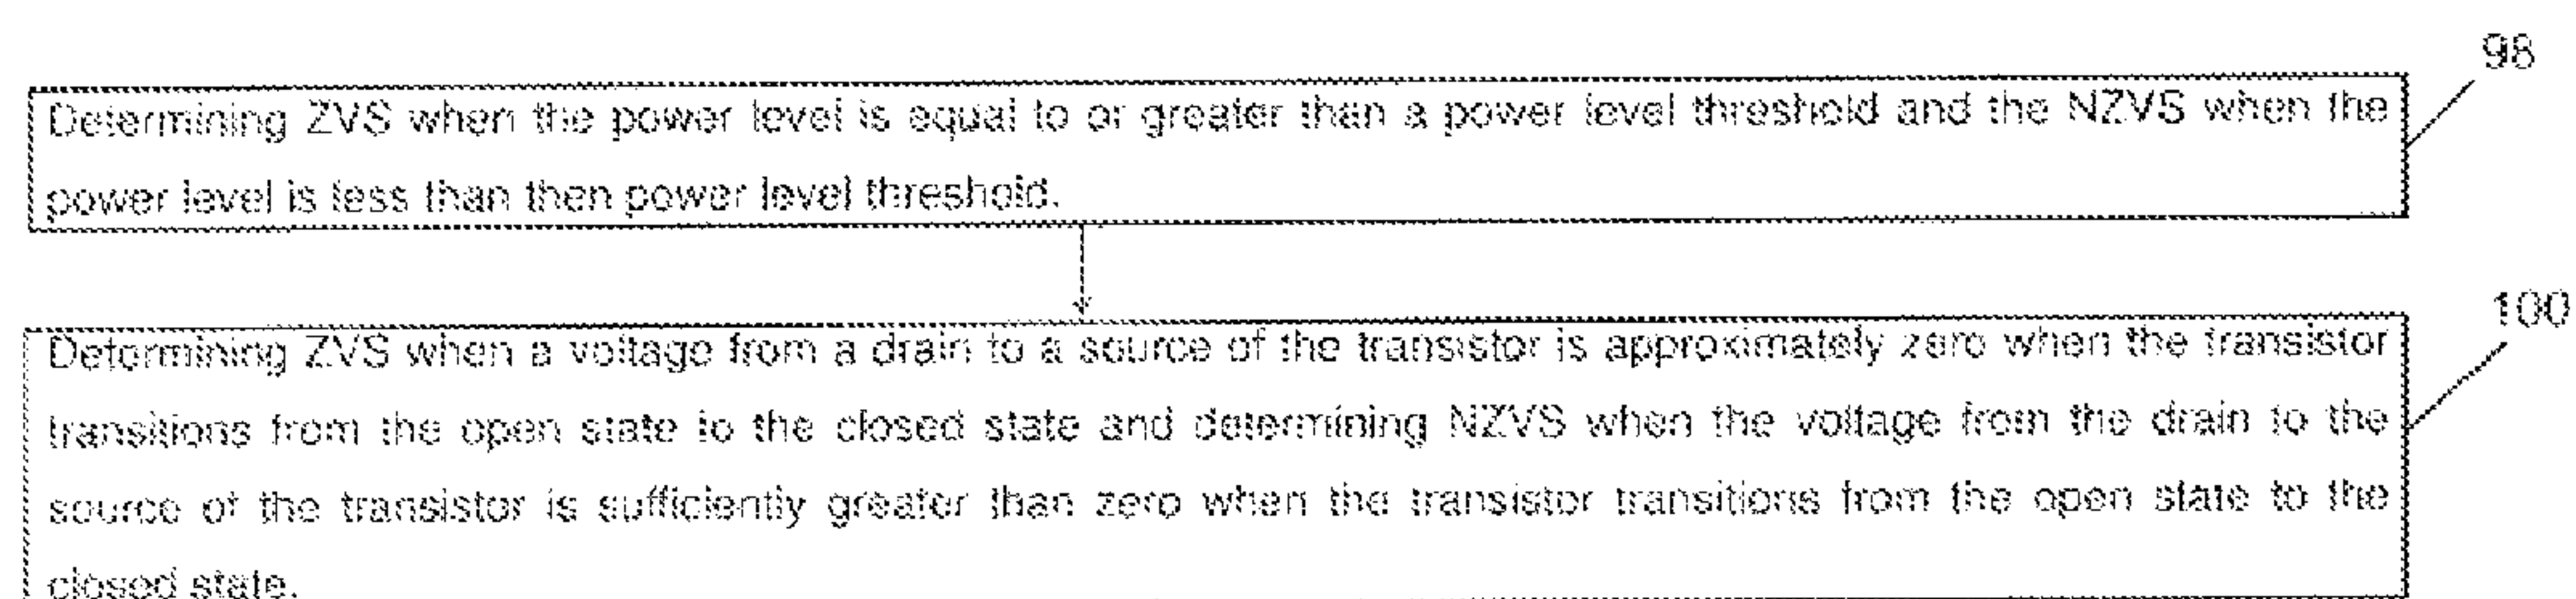 98
Determining ZVS when the power level is equal to or greater than a power level threshold and the NZVS when the
power level is less than then power level threshold.
100
Determining ZVS when a voltage from a drain to a source of the transistor is approximately zero when the transistor
transitions from the open state to the closed state and determining NZVS when the voltage from the drain to the
source of the transistor is sufficiently greater than zero when the transistor transitions from the open state to the
closed state.